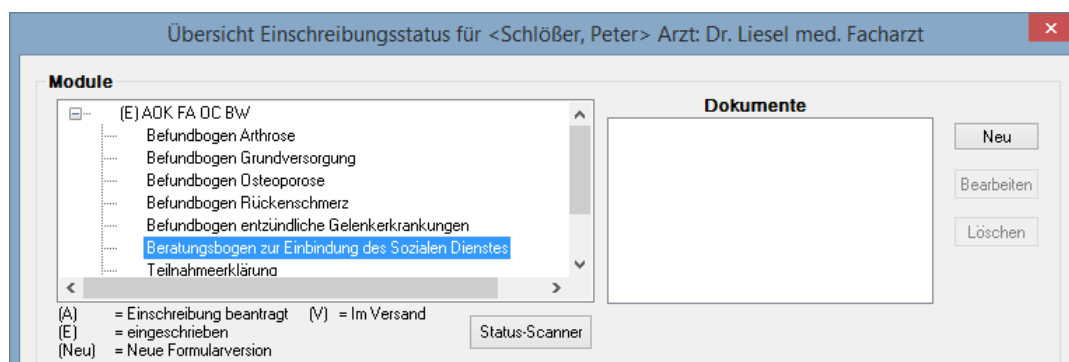 Übersicht Einschreibungsstatus für <Schlößer, Peter> Arzt: Dr. Liesel med. Facharzt
Module
(E) AOK FA OC BW
Befundbogen Arthrose
Befundbogen Grundversorgung
Befundbogen Osteoporose
Befundbogen Rückenschmerz
Befundbogen entzündliche Gelenkerkrankungen
Beratungsbogen zur Einbindung des Sozialen Dienstes
Teilnahmeerklärung
(A) = Einschreibung beantragt (V) = Im Versand
(E) = eingeschrieben
(Neu) = Neue Formularversion
Status-Scanner
Dokumente
Neu
Bearbeiten
Löschen